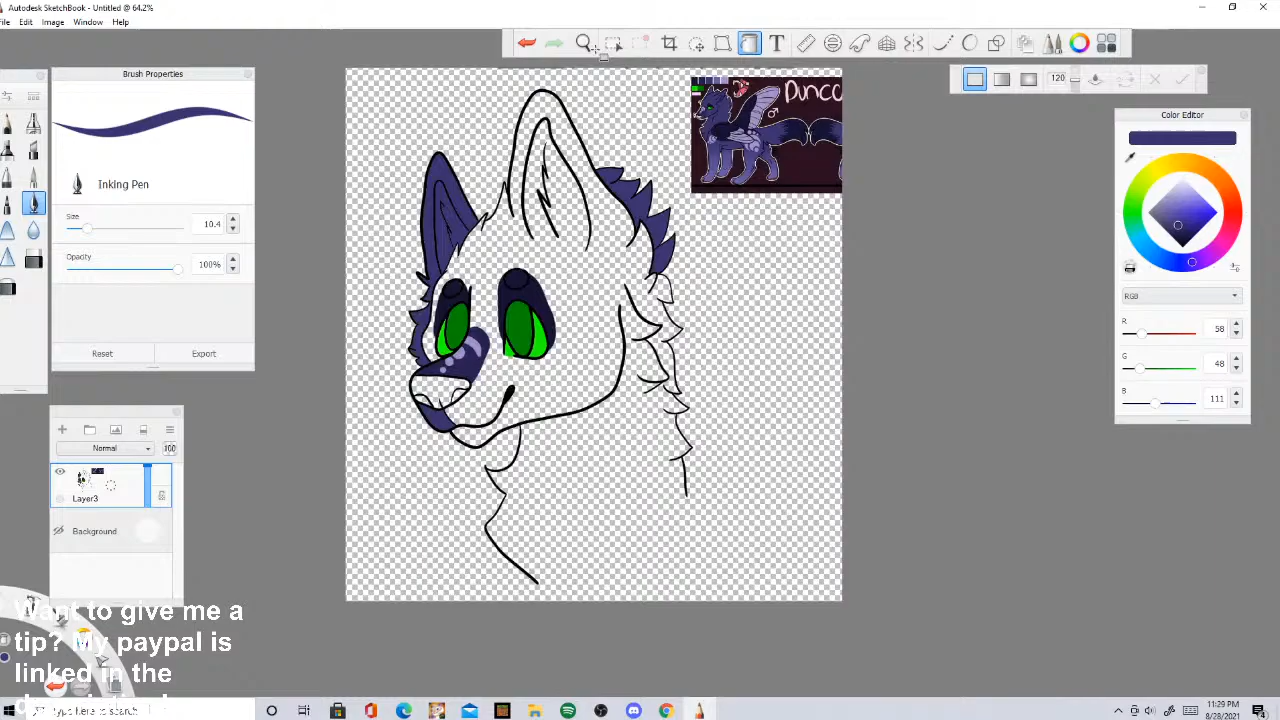 Autodesk SketchBook - Untitled @ 64.2%
File Edit Image Window Help
Brush Properties
Inking Pen
Size 10.4
Opacity 100%
Reset Export
Normal 100
Layer3
Background
120
Color Editor
RGB
R 58
G 48
B 111
Want to give me a
tip? My paypal is
linked in the
11:29 PM
8/28/2021